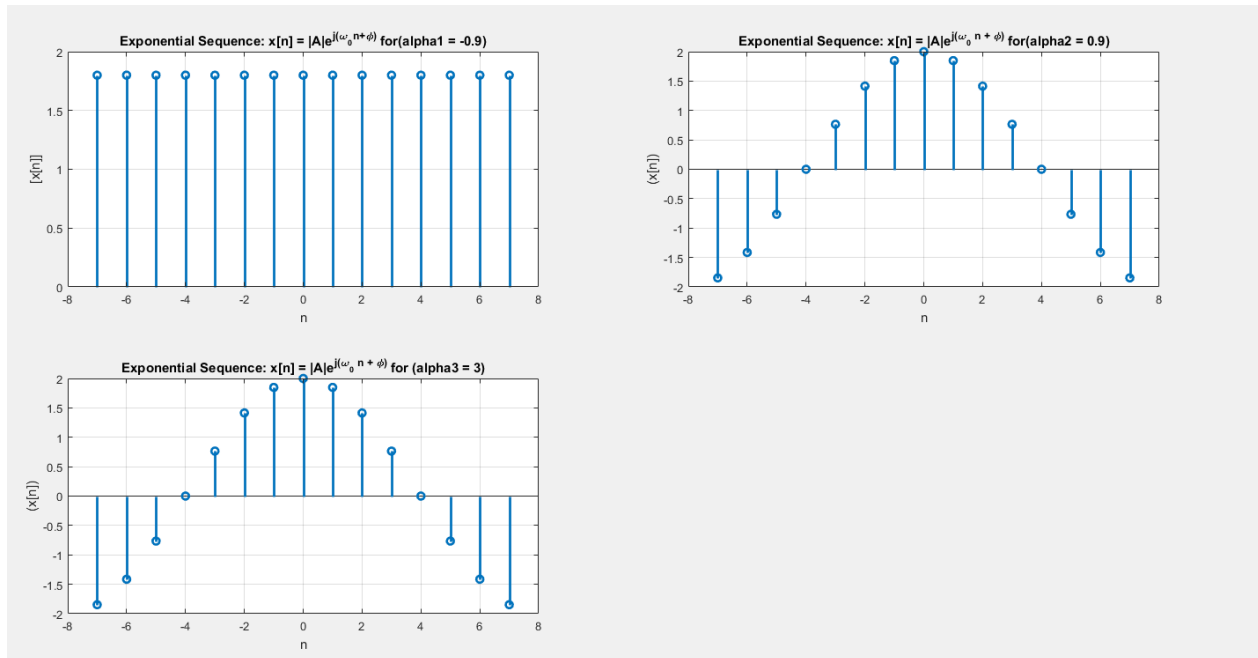 Exponential Sequence: x[n] = |A|e^j(ω₀n+ϕ) for(alpha1 = -0.9)
2
1.5
1
0.5
0
[x[n]]
-8 -6 -4 -2 0 2 4 6 8
n
Exponential Sequence: x[n] = |A|e^j(ω₀ n + ϕ) for(alpha2 = 0.9)
2
1.5
1
0.5
0
-0.5
-1
-1.5
-2
(x[n])
-8 -6 -4 -2 0 2 4 6 8
n
Exponential Sequence: x[n] = |A|e^j(ω₀ n + ϕ) for (alpha3 = 3)
2
1.5
1
0.5
0
-0.5
-1
-1.5
-2
(x[n])
-8 -6 -4 -2 0 2 4 6 8
n